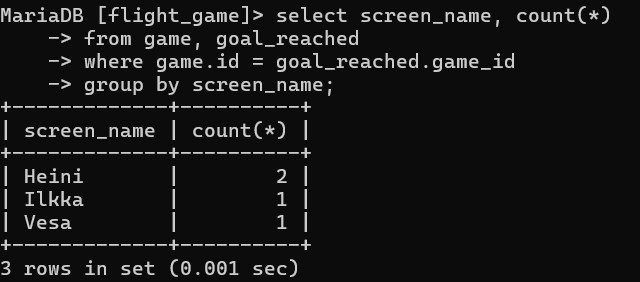 MariaDB [flight_game]> select screen_name, count(*)
    -> from game, goal_reached
    -> where game.id = goal_reached.game_id
    -> group by screen_name;
+-------------+----------+
| screen_name | count(*) |
+-------------+----------+
| Heini       |        2 |
| Ilkka       |        1 |
| Vesa        |        1 |
+-------------+----------+
3 rows in set (0.001 sec)